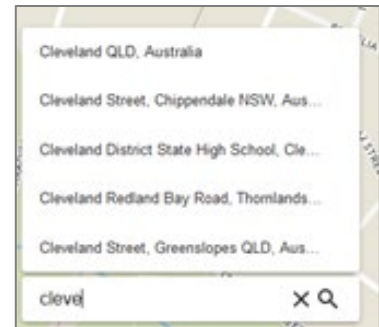 Cleveland QLD, Australia
Cleveland Street, Chippendale NSW, Aus...
Cleveland District State High School, Cle...
Cleveland Redland Bay Road, Thornlands...
Cleveland Street, Greenslopes QLD, Aus...
cleve